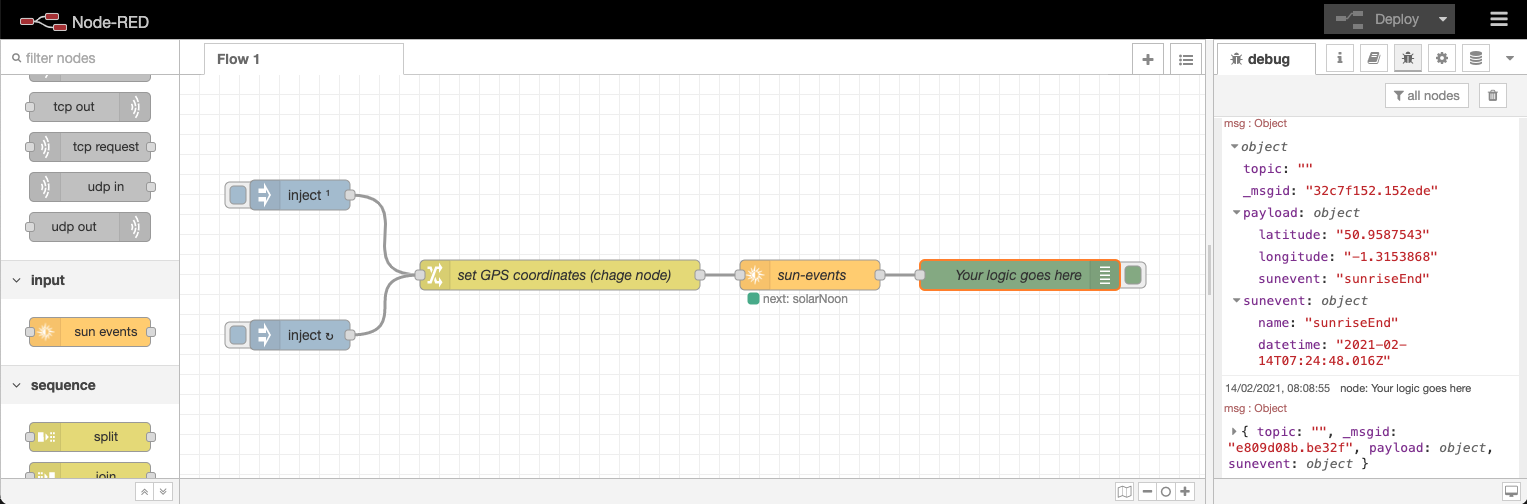 Node-RED
Deploy
filter nodes
tcp out
tcp request
udp in
udp out
input
sun events
sequence
split
join
Flow 1
inject ¹
inject ↻
set GPS coordinates (chage node)
sun-events
next: solarNoon
Your logic goes here
debug
i
all nodes
msg : Object
object
topic: ""
_msgid: "32c7f152.152ede"
payload: object
latitude: "50.9587543"
longitude: "-1.3153868"
sunevent: "sunriseEnd"
sunevent: object
name: "sunriseEnd"
datetime: "2021-02-
14T07:24:48.016Z"
14/02/2021, 08:08:55 node: Your logic goes here
msg : Object
{ topic: "", _msgid:
"e809d08b.be32f", payload: object,
sunevent: object }